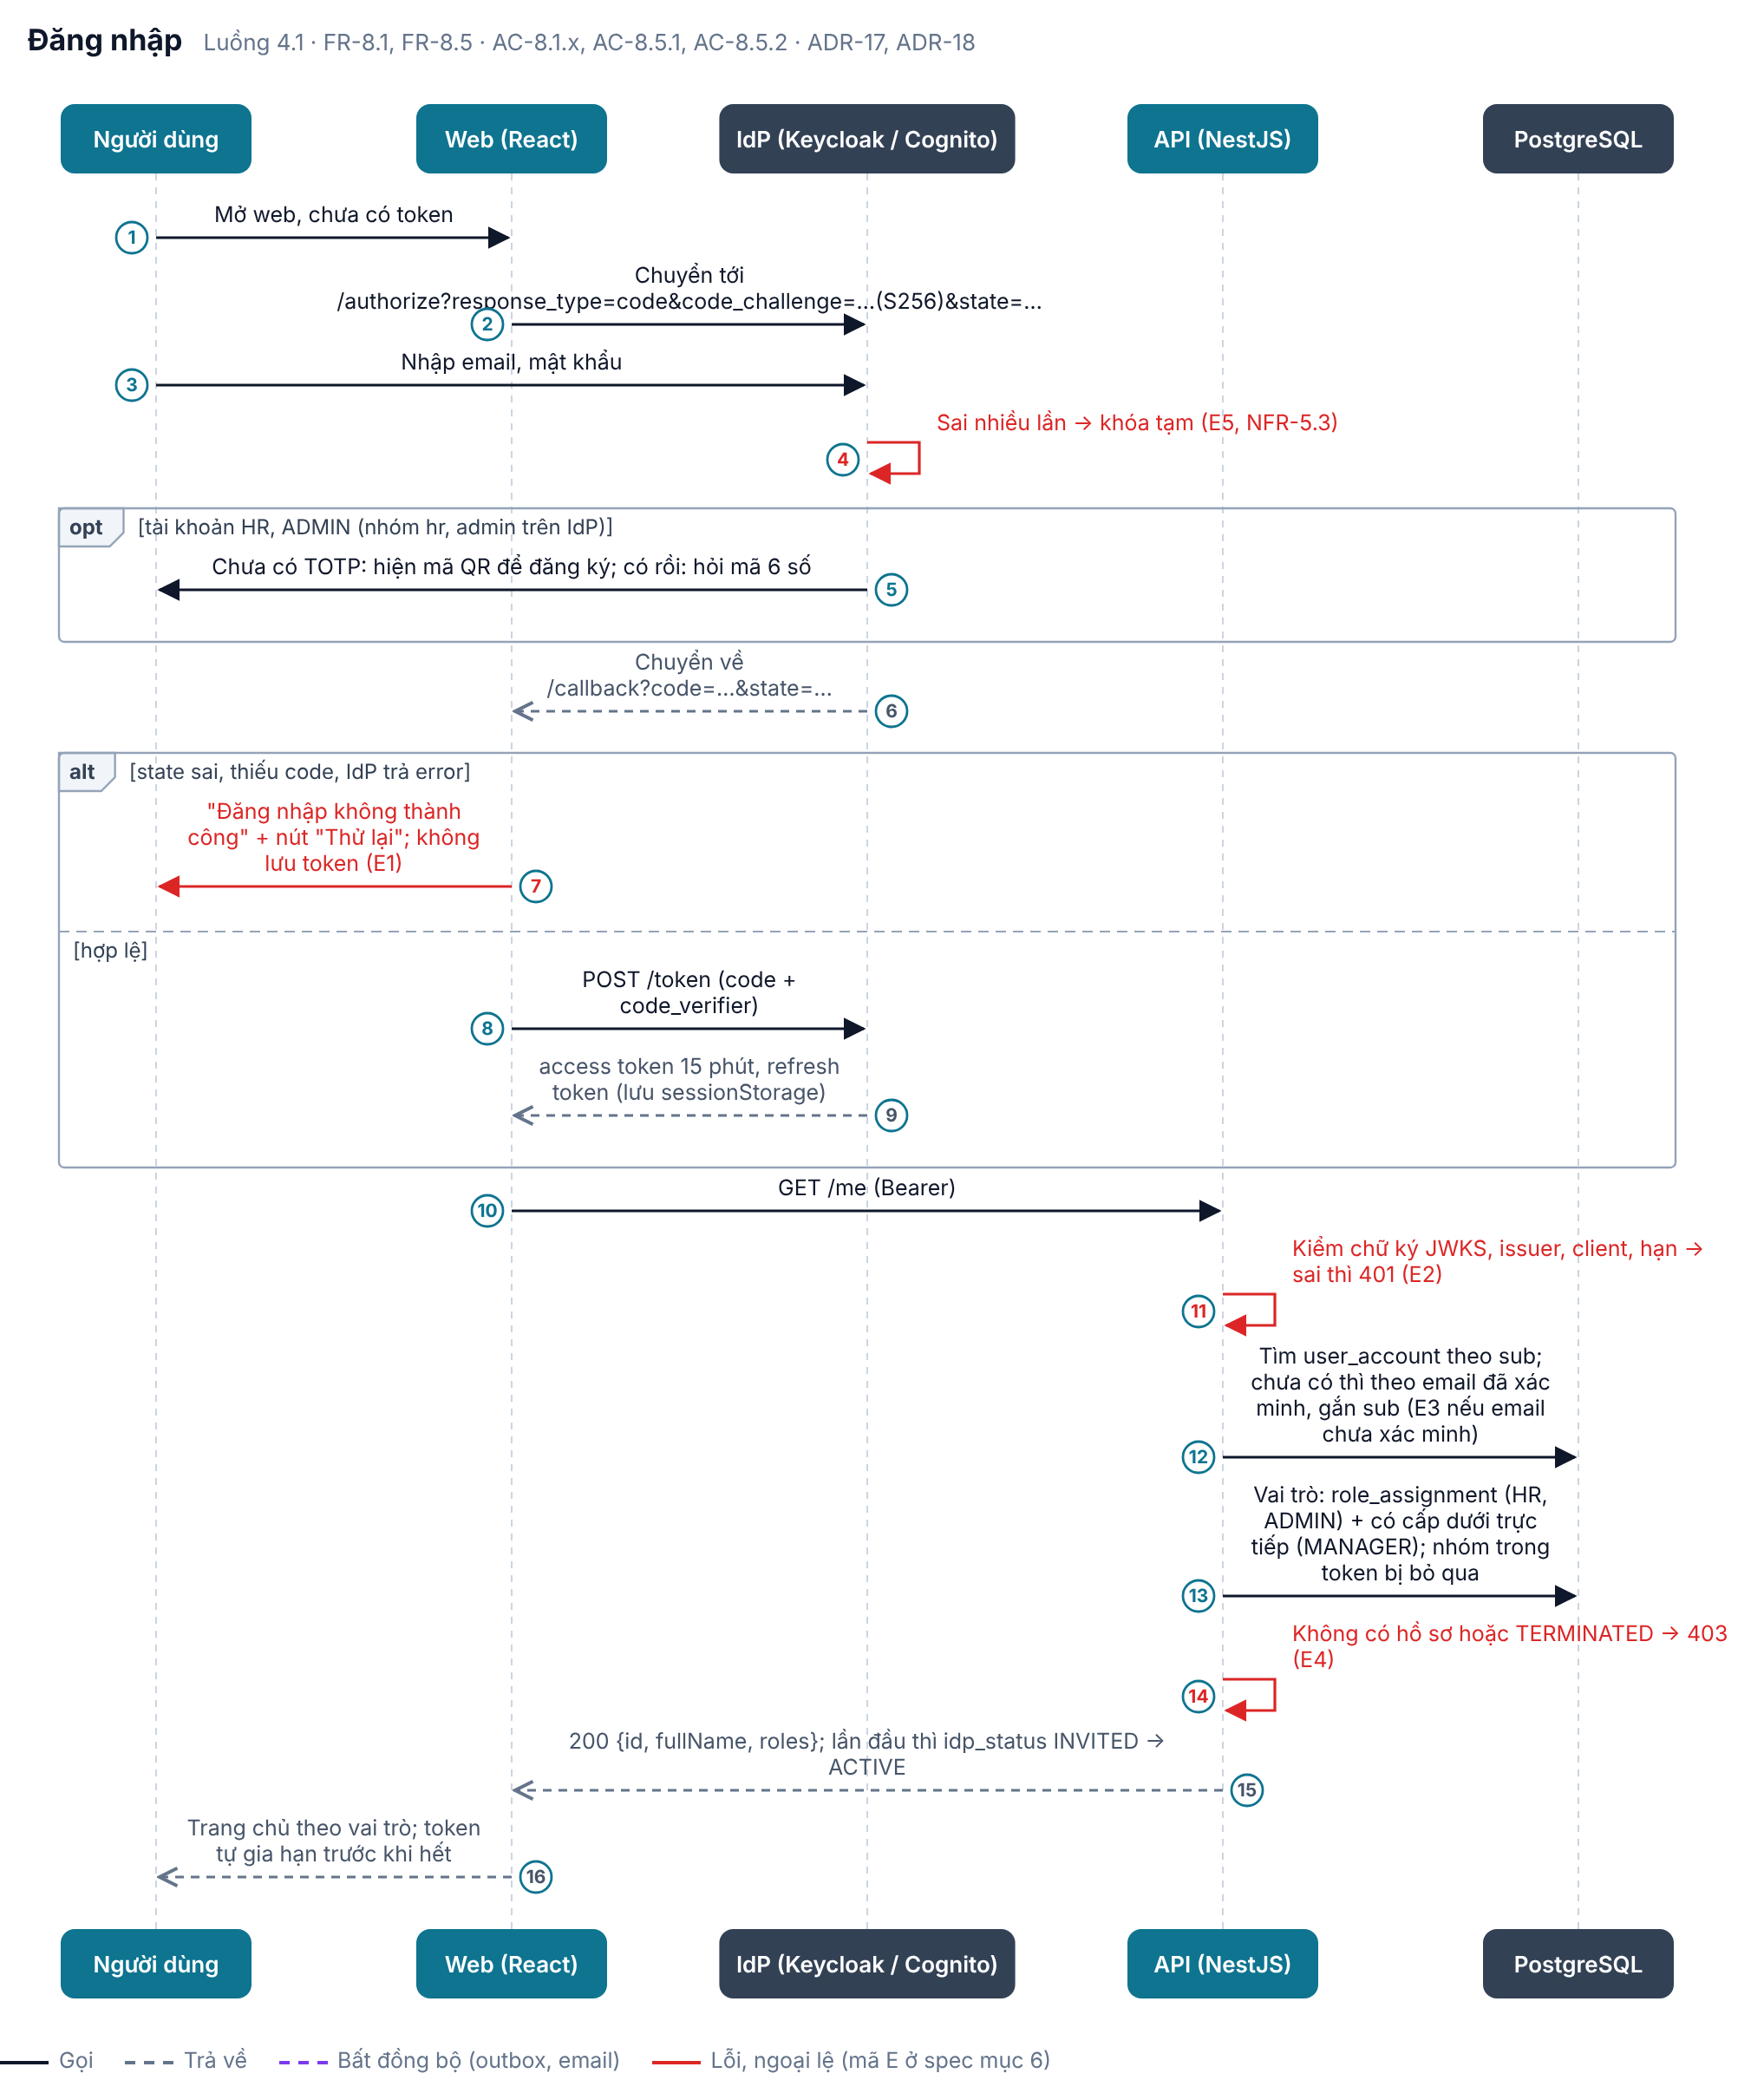 Đăng nhập Luồng 4.1 · FR-8.1, FR-8.5 · AC-8.1.x, AC-8.5.1, AC-8.5.2 · ADR-17, ADR-18
Người dùng
Web (React)
IdP (Keycloak / Cognito)
API (NestJS)
PostgreSQL
Mở web, chưa có token
1
Chuyển tới
/authorize?response_type=code&code_challenge=...(S256)&state=...
2
Nhập email, mật khẩu
3
Sai nhiều lần → khóa tạm (E5, NFR-5.3)
4
opt [tài khoản HR, ADMIN (nhóm hr, admin trên IdP)]
Chưa có TOTP: hiện mã QR để đăng ký; có rồi: hỏi mã 6 số
5
Chuyển về
/callback?code=...&state=...
6
alt [state sai, thiếu code, IdP trả error]
"Đăng nhập không thành
công" + nút "Thử lại"; không
lưu token (E1)
7
[hợp lệ]
POST /token (code +
code_verifier)
8
access token 15 phút, refresh
token (lưu sessionStorage)
9
GET /me (Bearer)
10
Kiểm chữ ký JWKS, issuer, client, hạn →
sai thì 401 (E2)
11
Tìm user_account theo sub;
chưa có thì theo email đã xác
minh, gắn sub (E3 nếu email
chưa xác minh)
12
Vai trò: role_assignment (HR,
ADMIN) + có cấp dưới trực
tiếp (MANAGER); nhóm trong
token bị bỏ qua
13
Không có hồ sơ hoặc TERMINATED → 403
(E4)
14
200 {id, fullName, roles}; lần đầu thì idp_status INVITED →
ACTIVE
15
Trang chủ theo vai trò; token
tự gia hạn trước khi hết
16
Người dùng
Web (React)
IdP (Keycloak / Cognito)
API (NestJS)
PostgreSQL
Gọi
Trả về
Bất đồng bộ (outbox, email)
Lỗi, ngoại lệ (mã E ở spec mục 6)